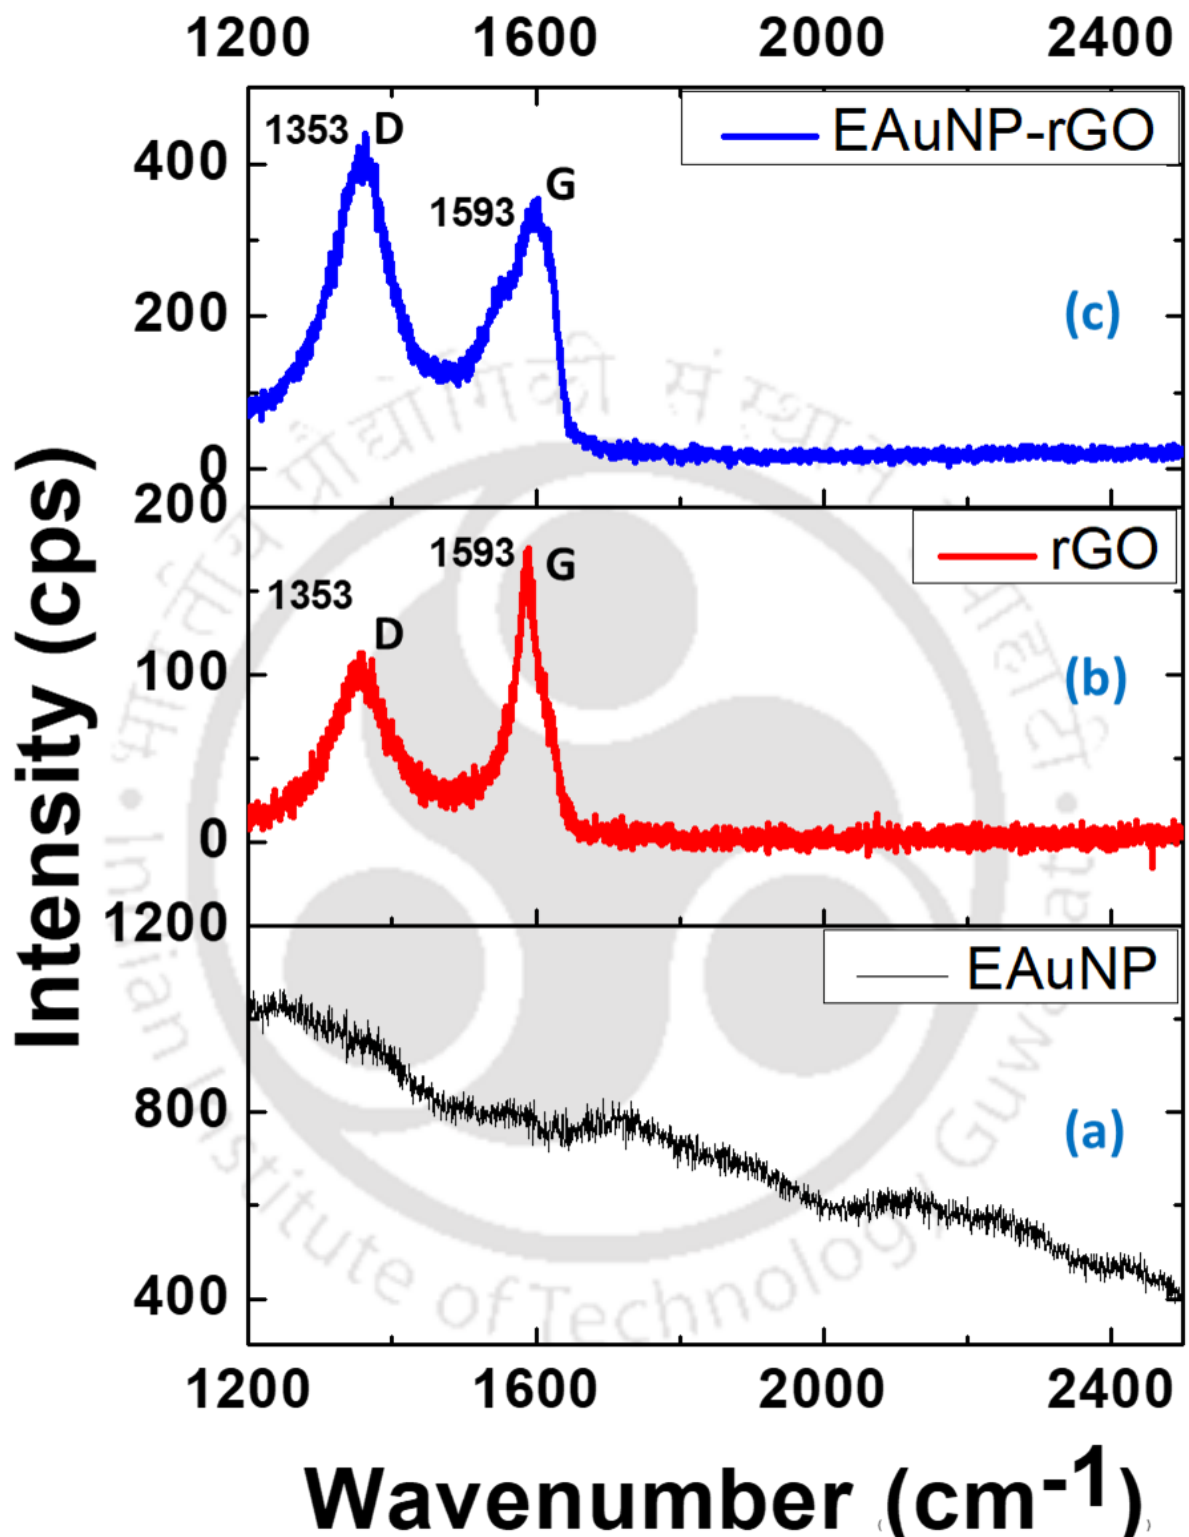 1200 1600 2000 2400
1353 D
EAuNP-rGO
400
1593 G
200
(c)
0
200
1593 G
rGO
1353
D
100
(b)
0
1200
EAuNP
800
(a)
400
1200 1600 2000 2400
Intensity (cps)
Wavenumber (cm-1)
भारतीय प्रौद्योगिकी संस्थान गुवाहाटी
Indian Institute of Technology Guwahati